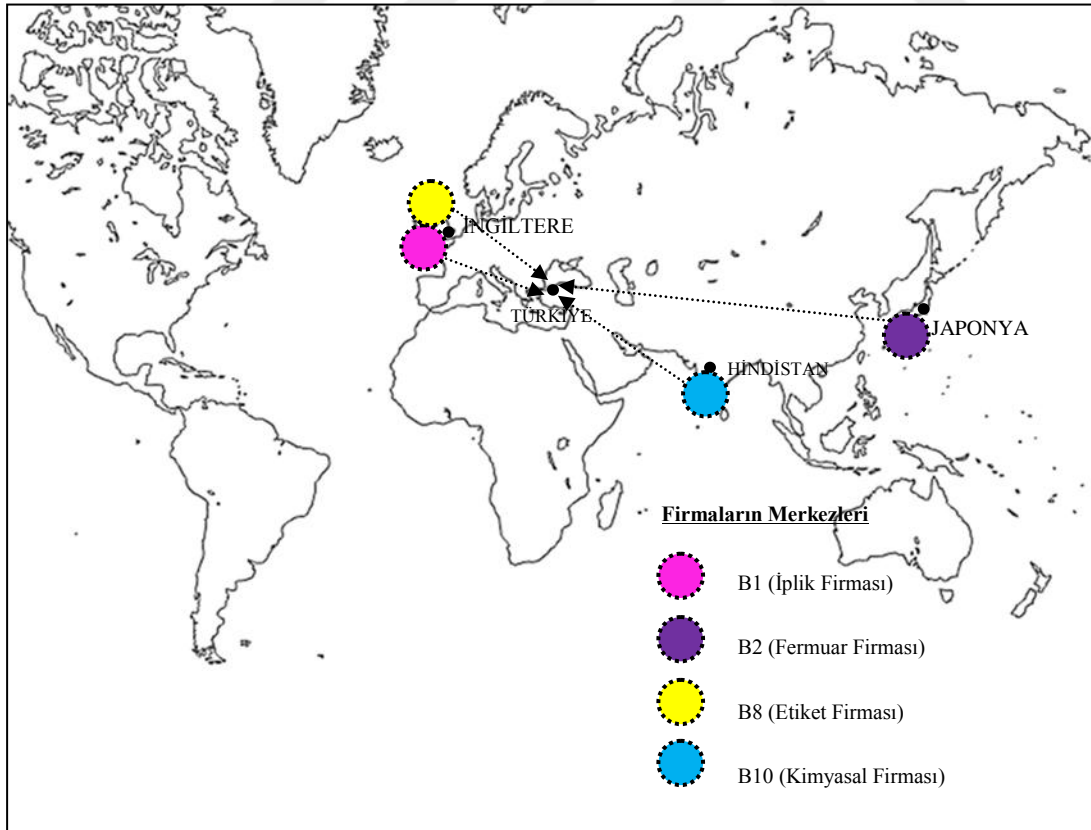 İNGİLTERE
TÜRKİYE
JAPONYA
HİNDİSTAN
Firmaların Merkezleri
B1 (İplik Firması)
B2 (Fermuar Firması)
B8 (Etiket Firması)
B10 (Kimyasal Firması)